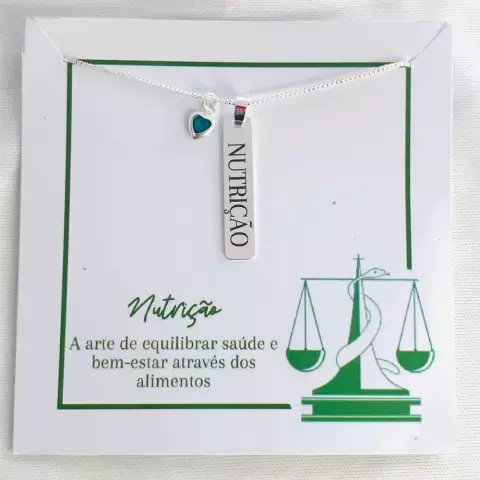 NUTRIÇÃO
Nutrição
A arte de equilibrar saúde e
bem-estar através dos
alimentos